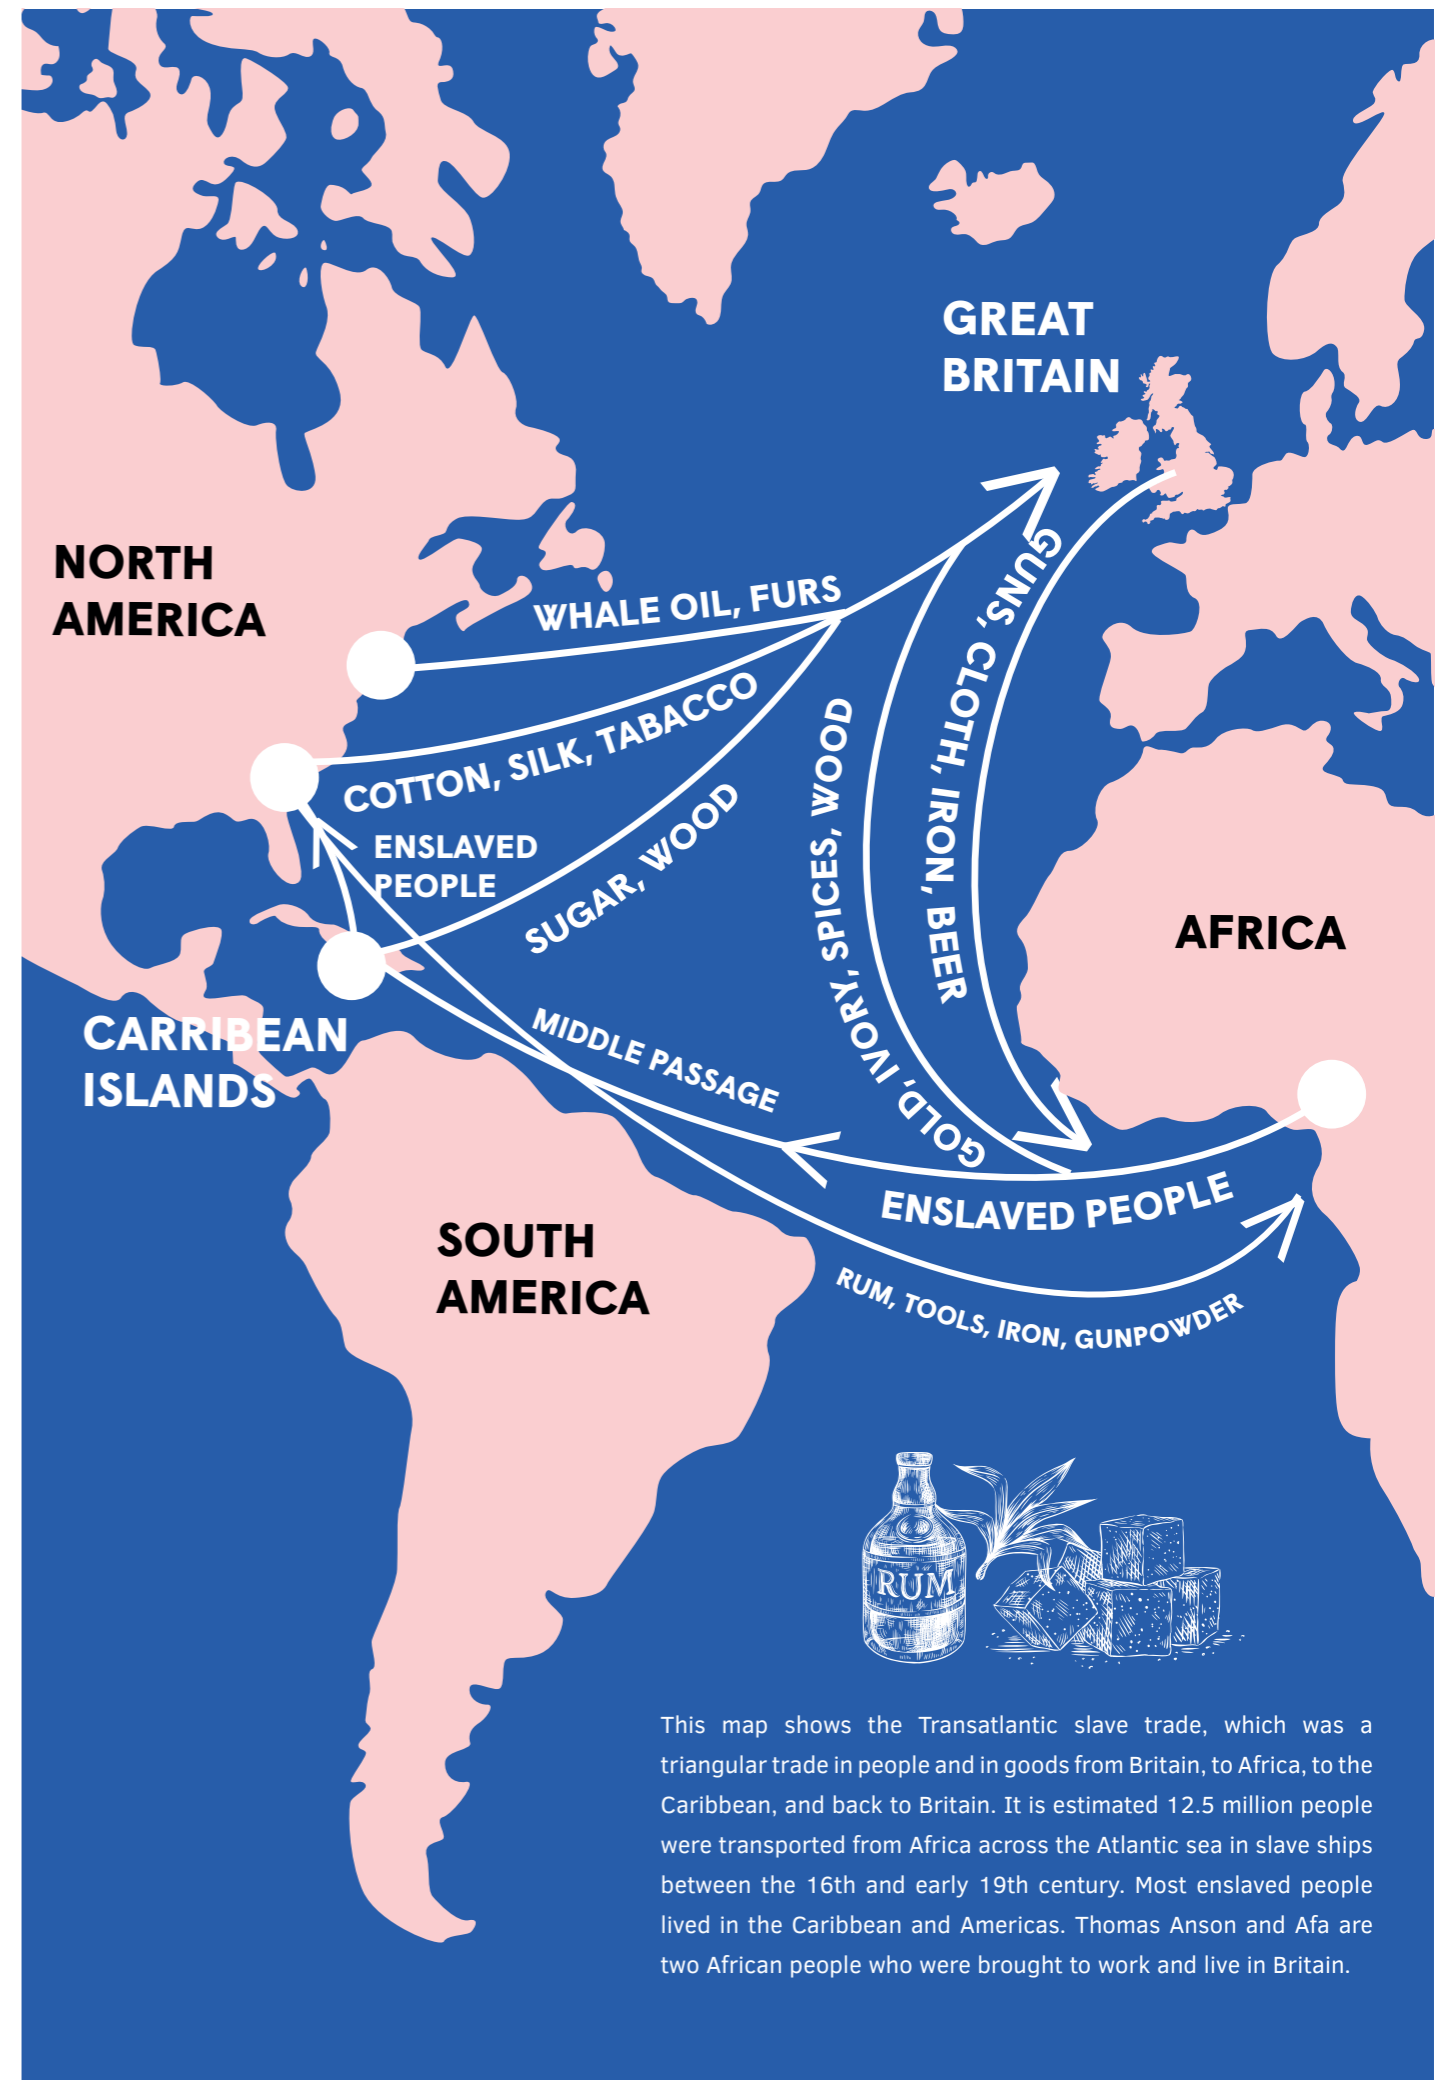 GREAT
BRITAIN
NORTH
AMERICA
WHALE OIL, FURS
COTTON, SILK, TABACCO
ENSLAVED
PEOPLE
SUGAR, WOOD
GUNS, CLOTH, IRON, BEER
GOLD, IVORY, SPICES, WOOD
AFRICA
CARRIBEAN
ISLANDS
MIDDLE PASSAGE
ENSLAVED PEOPLE
SOUTH
AMERICA
RUM, TOOLS, IRON, GUNPOWDER
RUM
This map shows the Transatlantic slave trade, which was a
triangular trade in people and in goods from Britain, to Africa, to the
Caribbean, and back to Britain. It is estimated 12.5 million people
were transported from Africa across the Atlantic sea in slave ships
between the 16th and early 19th century. Most enslaved people
lived in the Caribbean and Americas. Thomas Anson and Afa are
two African people who were brought to work and live in Britain.